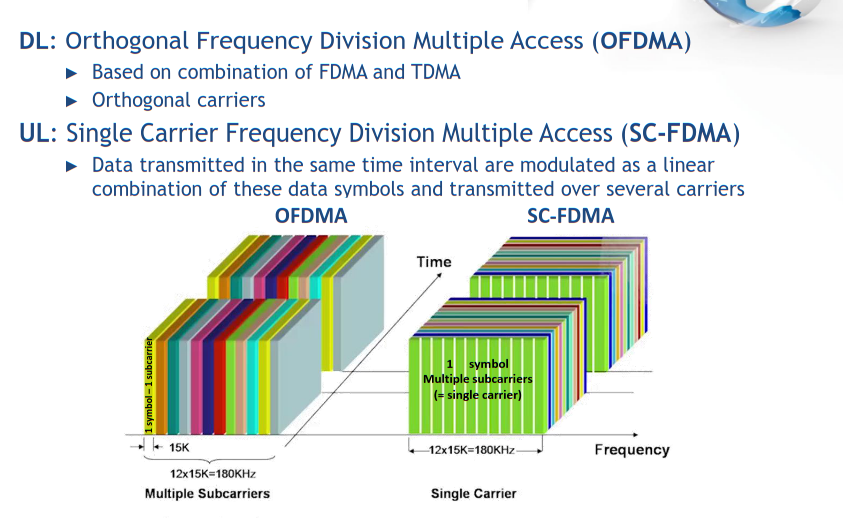 DL: Orthogonal Frequency Division Multiple Access (OFDMA)
► Based on combination of FDMA and TDMA
► Orthogonal carriers
UL: Single Carrier Frequency Division Multiple Access (SC-FDMA)
► Data transmitted in the same time interval are modulated as a linear
combination of these data symbols and transmitted over several carriers
OFDMA
SC-FDMA
Time
1 symbol – 1 subcarrier
1 symbol
Multiple subcarriers
(= single carrier)
15K
12x15K=180KHz
12x15K=180KHz
Frequency
Multiple Subcarriers
Single Carrier